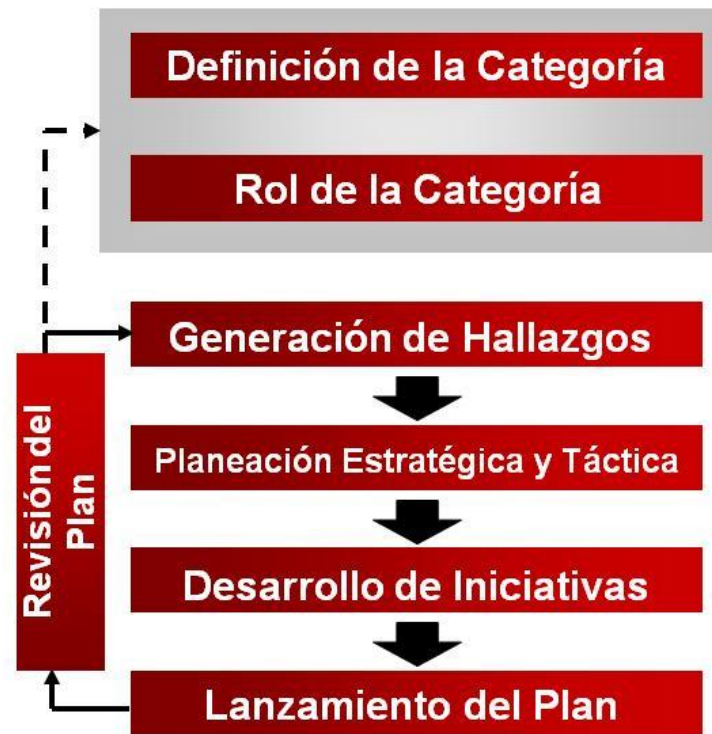 Definición de la Categoría
Rol de la Categoría
Generación de Hallazgos
Planeación Estratégica y Táctica
Desarrollo de Iniciativas
Lanzamiento del Plan
Revisión del
Plan